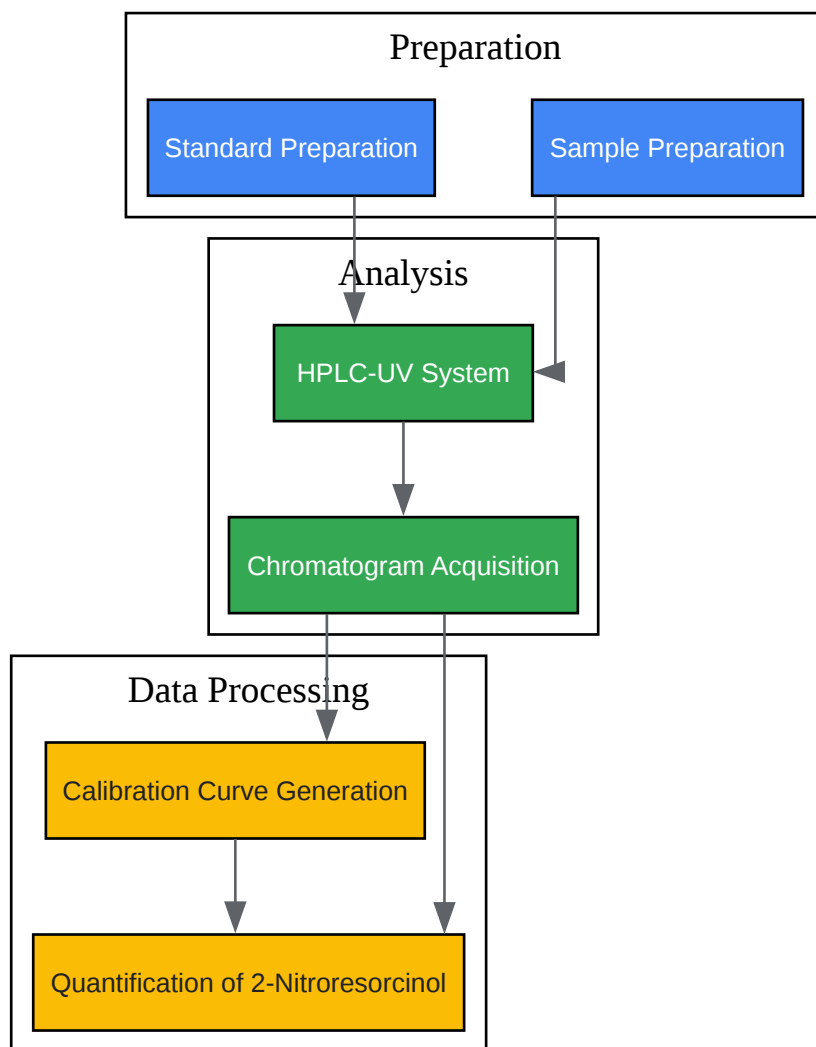 Preparation
Standard Preparation
Sample Preparation
Analysis
HPLC-UV System
Chromatogram Acquisition
Data Processing
Calibration Curve Generation
Quantification of 2-Nitroresorcinol